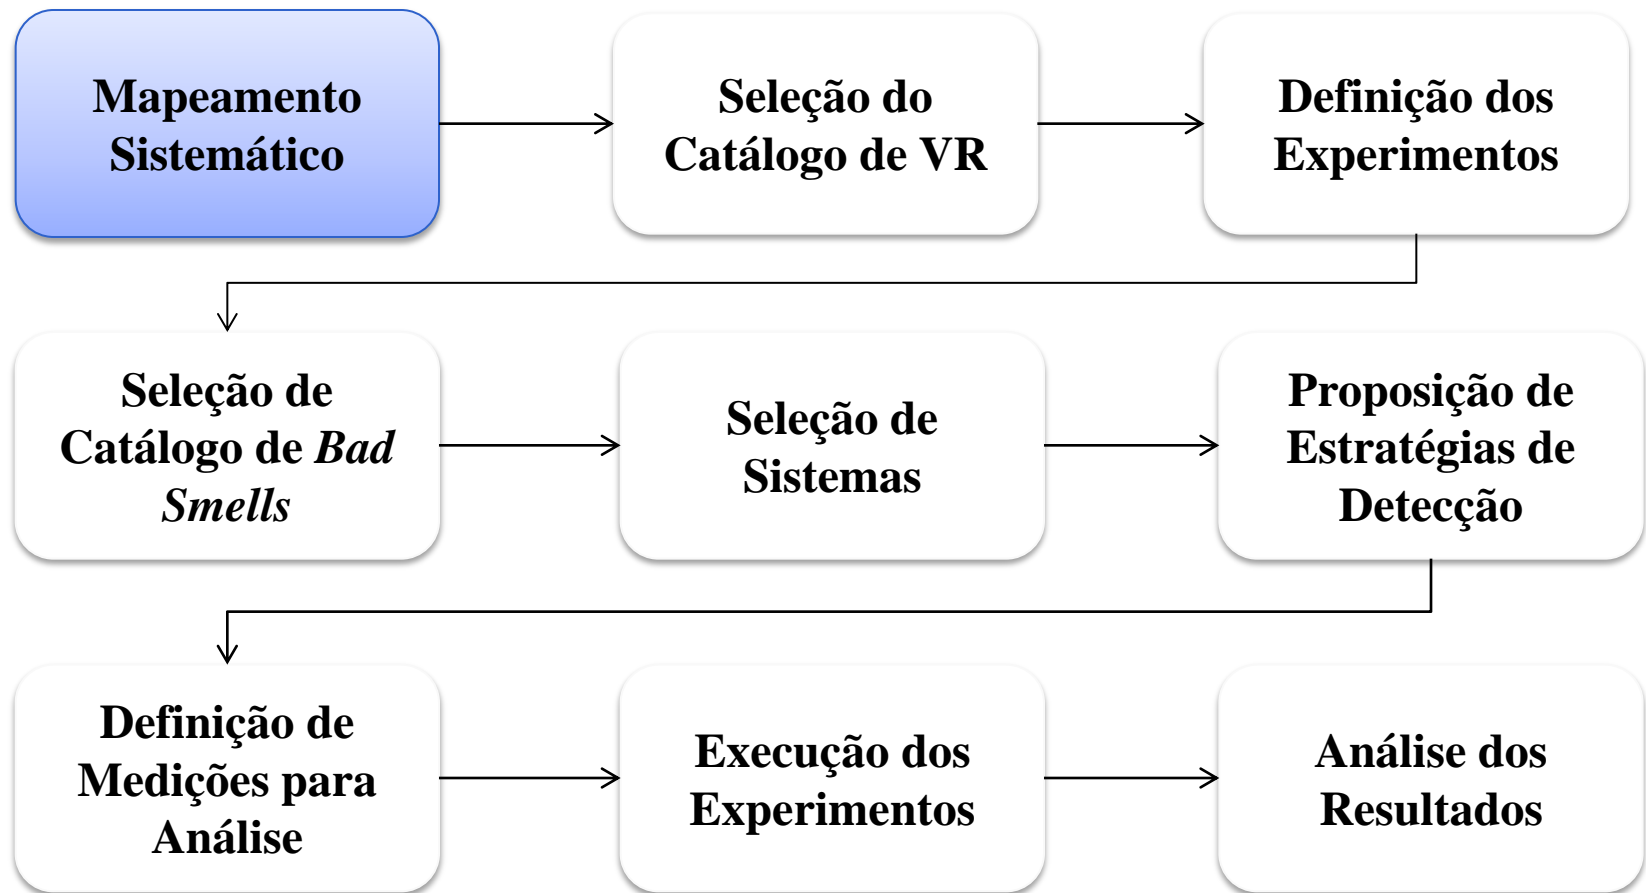 Mapeamento
Sistemático
Seleção do
Catálogo de VR
Definição dos
Experimentos
Seleção de
Catálogo de Bad
Smells
Seleção de
Sistemas
Proposição de
Estratégias de
Detecção
Definição de
Medições para
Análise
Execução dos
Experimentos
Análise dos
Resultados